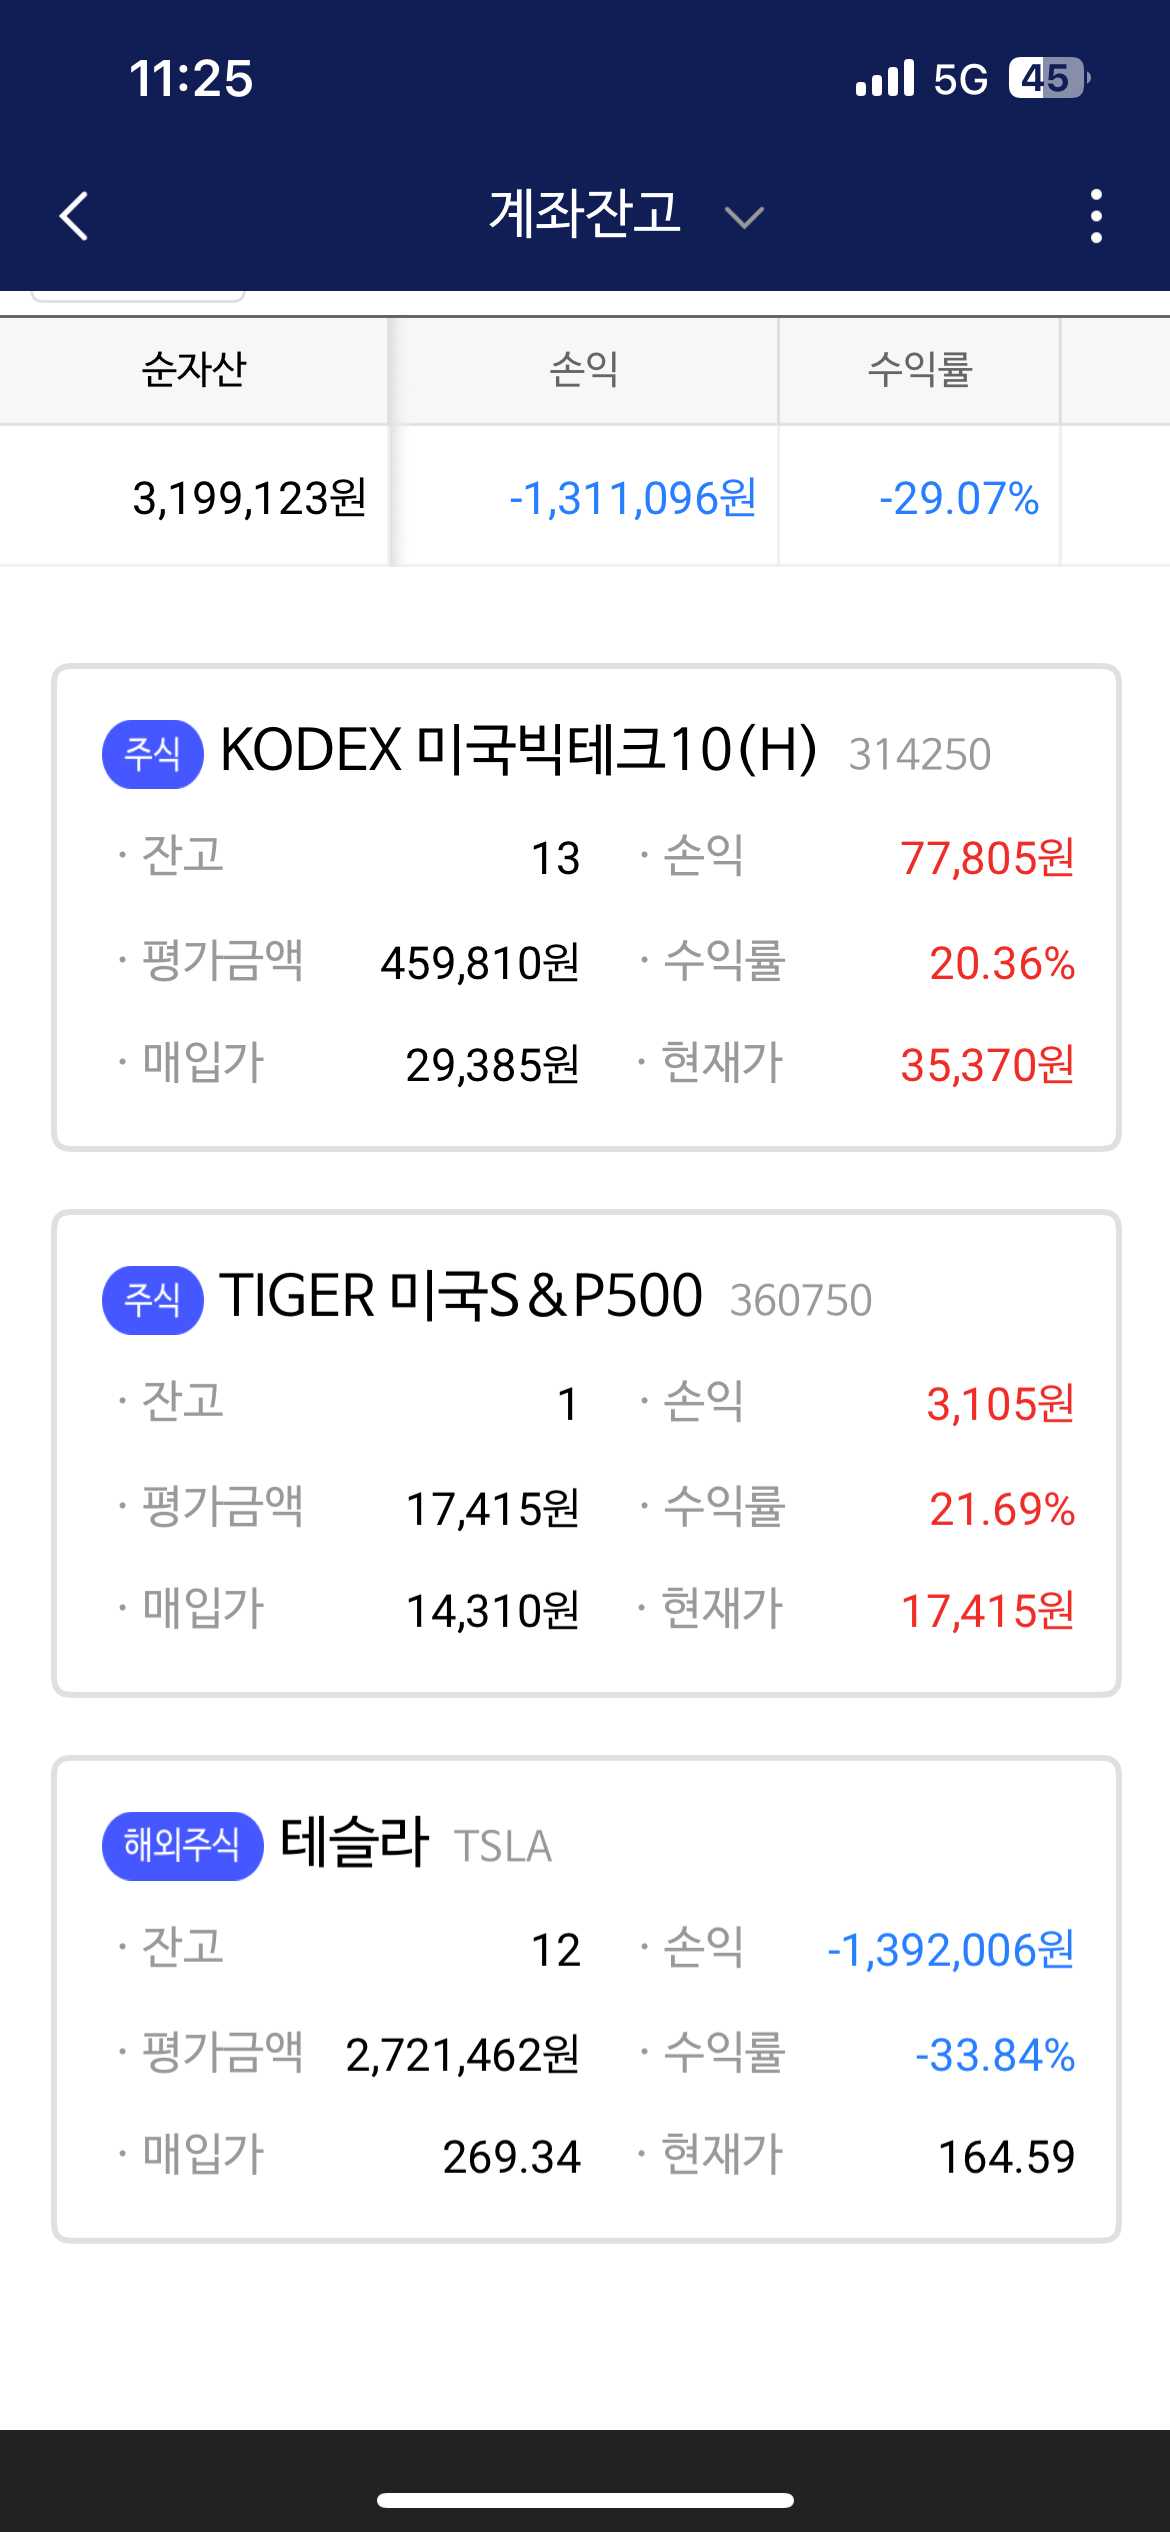 11:25 5G 45
계좌잔고
순자산 손익 수익률
3,199,123원 -1,311,096원 -29.07%
주식 KODEX 미국빅테크10(H) 314250
· 잔고 13 · 손익 77,805원
· 평가금액 459,810원 · 수익률 20.36%
· 매입가 29,385원 · 현재가 35,370원
주식 TIGER 미국S&P500 360750
· 잔고 1 · 손익 3,105원
· 평가금액 17,415원 · 수익률 21.69%
· 매입가 14,310원 · 현재가 17,415원
해외주식 테슬라 TSLA
· 잔고 12 · 손익 -1,392,006원
· 평가금액 2,721,462원 · 수익률 -33.84%
· 매입가 269.34 · 현재가 164.59